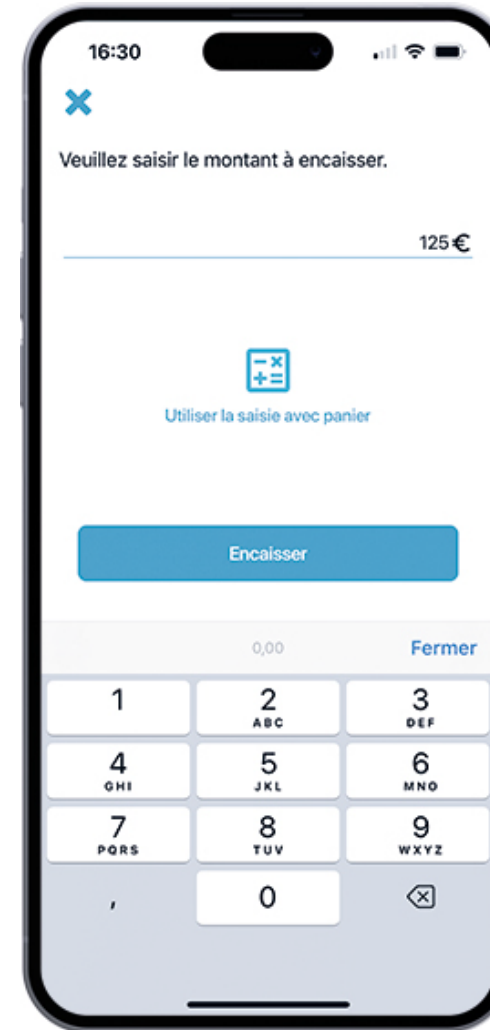 16:30
Veuillez saisir le montant à encaisser.
125 €
Utiliser la saisie avec panier
Encaisser
0,00
Fermer
1
2
ABC
3
DEF
4
GHI
5
JKL
6
MNO
7
PQRS
8
TUV
9
WXYZ
,
0